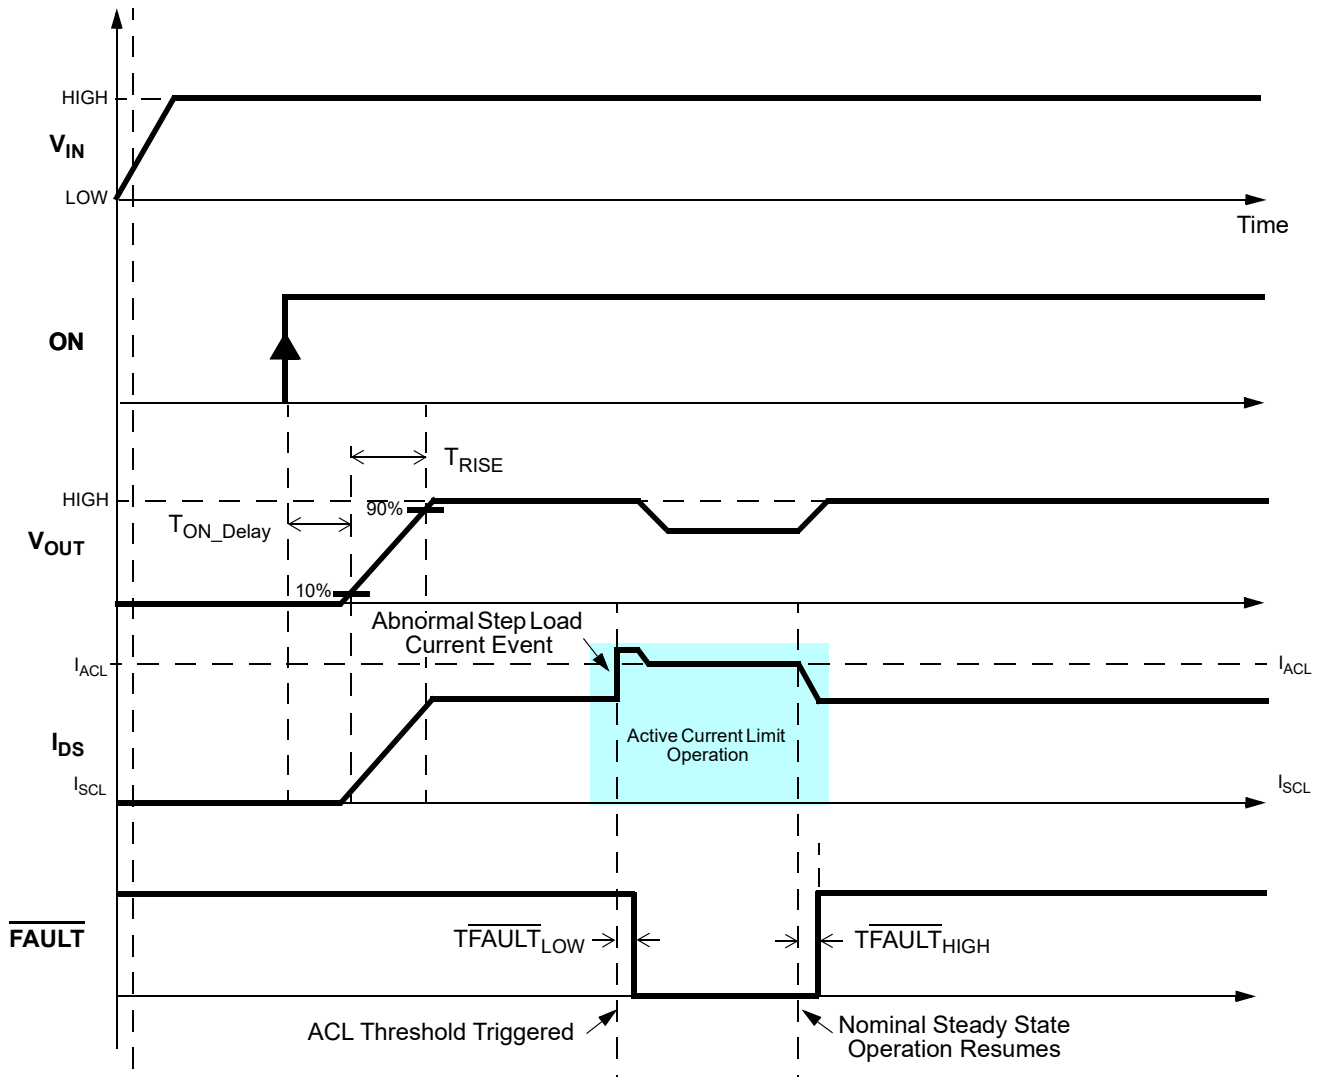 HIGH
VIN
LOW
Time
ON
TRISE
HIGH
90%
TON_Delay
VOUT
10%
Abnormal Step Load
Current Event
IACL
IACL
Active Current Limit
Operation
IDS
ISCL
ISCL
FAULT
TFAULTLOW
TFAULTHIGH
ACL Threshold Triggered
Nominal Steady State
Operation Resumes